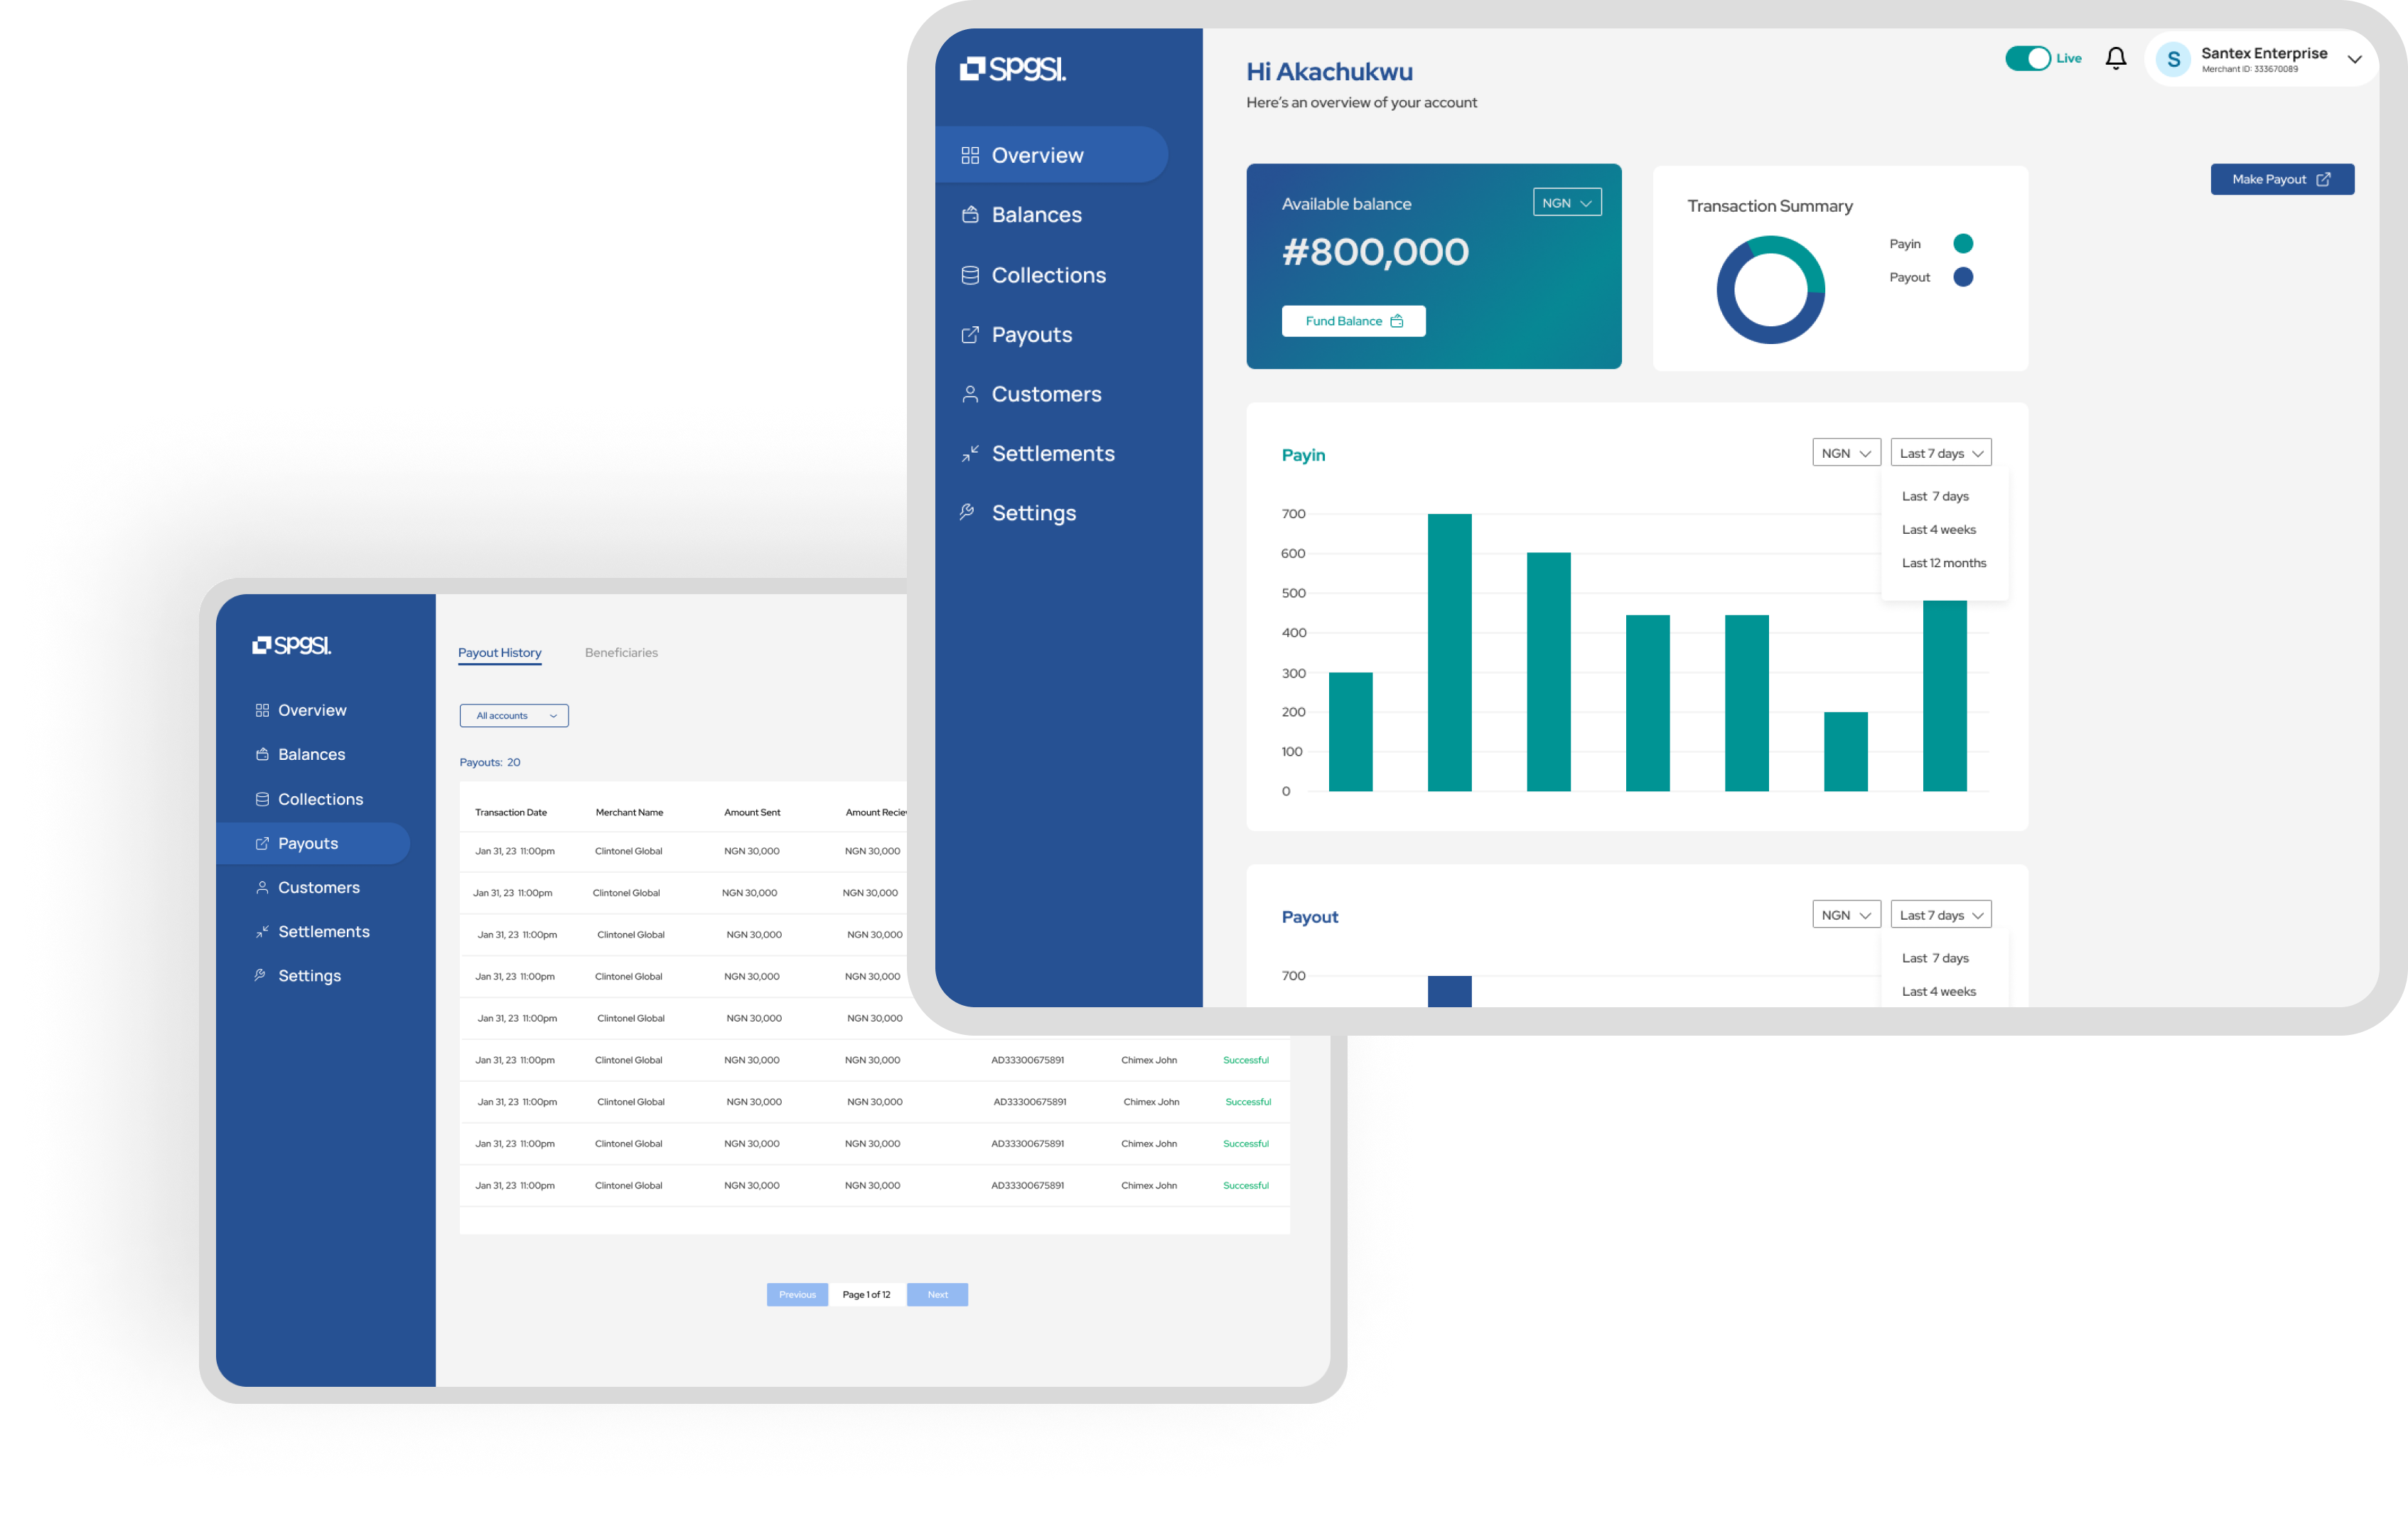 spgsl.
Overview
Balances
Collections
Payouts
Customers
Settlements
Settings
Hi Akachukwu
Here's an overview of your account
Live
S
Santex Enterprise
Merchant ID: 333670089
Available balance
NGN
#800,000
Fund Balance
Transaction Summary
Payin
Payout
Make Payout
Payin
NGN
Last 7 days
Last 7 days
Last 4 weeks
Last 12 months
700
600
500
400
300
200
100
0
Payout
NGN
Last 7 days
Last 7 days
Last 4 weeks
700
spgsl.
Overview
Balances
Collections
Payouts
Customers
Settlements
Settings
Payout History Beneficiaries
All accounts
Payouts: 20
Transaction Date Merchant Name Amount Sent Amount Recie
Jan 31, 23 11:00pm Clintonel Global NGN 30,000 NGN 30,000
Jan 31, 23 11:00pm Clintonel Global NGN 30,000 NGN 30,000
Jan 31, 23 11:00pm Clintonel Global NGN 30,000 NGN 30,000
Jan 31, 23 11:00pm Clintonel Global NGN 30,000 NGN 30,000
Jan 31, 23 11:00pm Clintonel Global NGN 30,000 NGN 30,000
Jan 31, 23 11:00pm Clintonel Global NGN 30,000 NGN 30,000 AD33300675891 Chimex John Successful
Jan 31, 23 11:00pm Clintonel Global NGN 30,000 NGN 30,000 AD33300675891 Chimex John Successful
Jan 31, 23 11:00pm Clintonel Global NGN 30,000 NGN 30,000 AD33300675891 Chimex John Successful
Jan 31, 23 11:00pm Clintonel Global NGN 30,000 NGN 30,000 AD33300675891 Chimex John Successful
Previous Page 1 of 12 Next